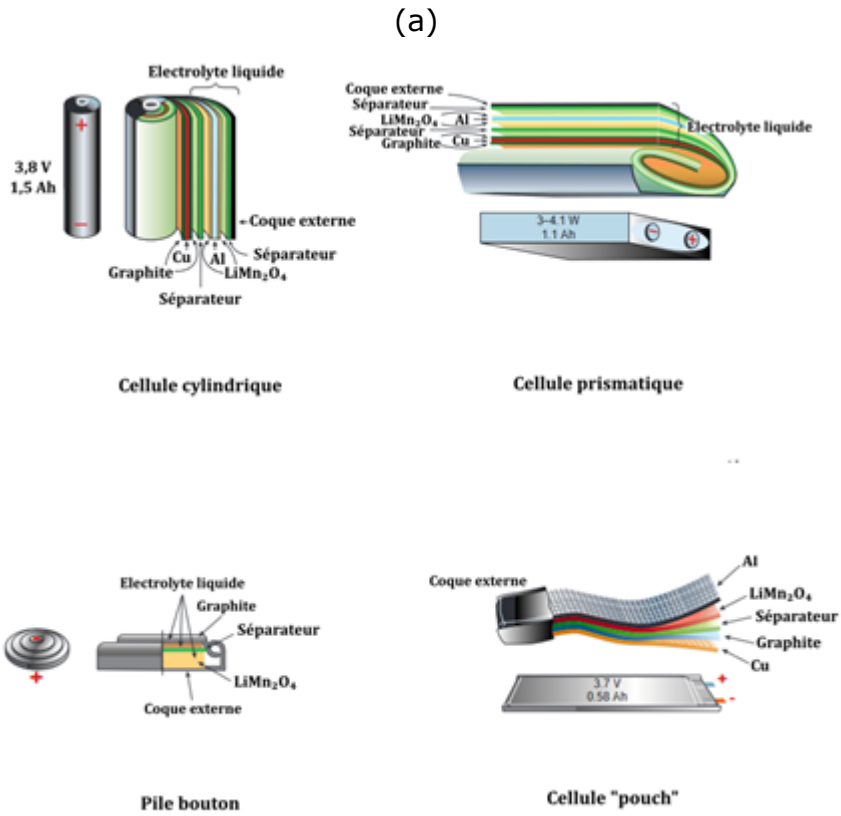 (a)
Electrolyte liquide
+
3,8 V
1,5 Ah
−
Coque externe
Cu
Al
Séparateur
Graphite
LiMn₂O₄
Séparateur
Cellule cylindrique
Coque externe
Séparateur
LiMn₂O₄
Al
Séparateur
Graphite
Cu
Electrolyte liquide
3-4.1 W
1.1 Ah
−
+
Cellule prismatique
Electrolyte liquide
Graphite
Séparateur
LiMn₂O₄
Coque externe
−
+
Pile bouton
Coque externe
Al
LiMn₂O₄
Séparateur
Graphite
Cu
3.7 V
0.58 Ah
+
-
Cellule "pouch"